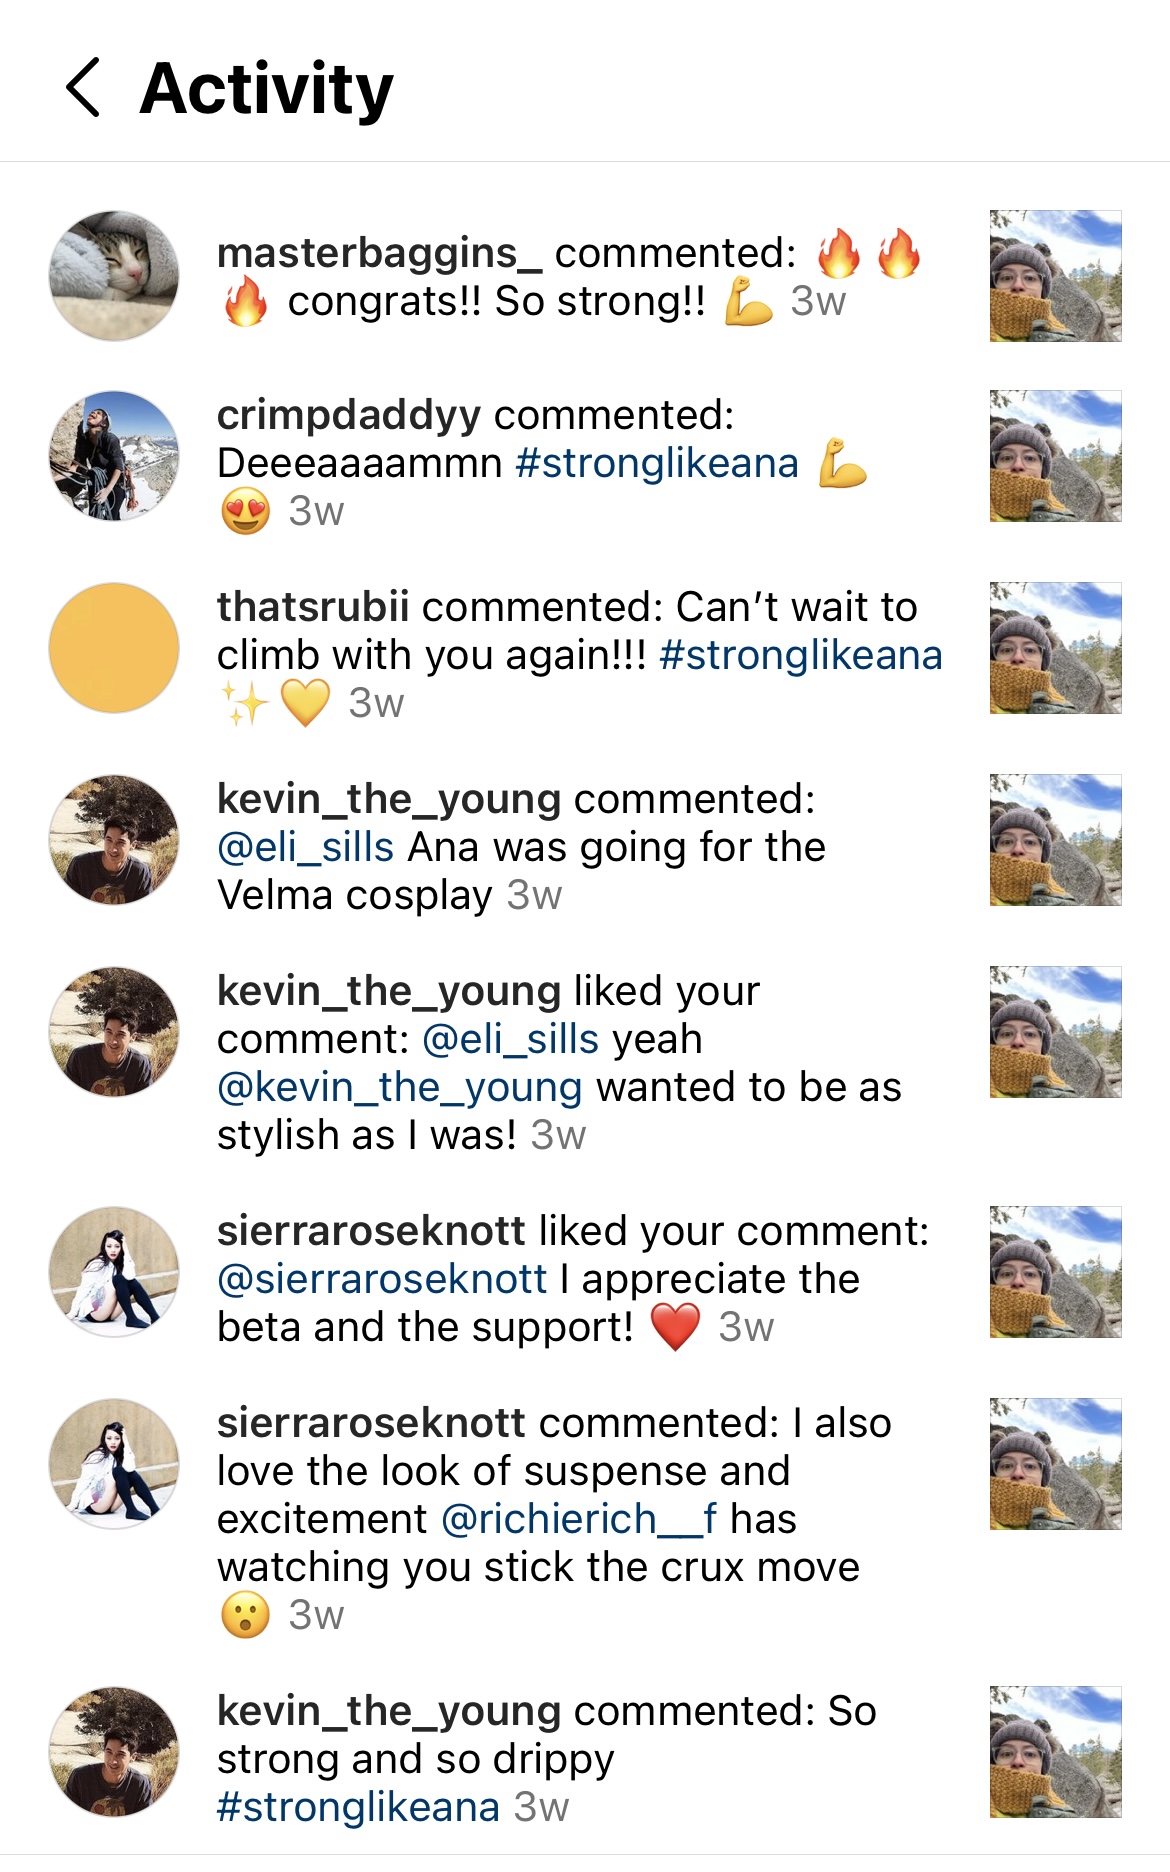 Activity
masterbaggins_ commented: 🔥🔥
🔥 congrats!! So strong!! 💪 3w
crimpdaddyy commented:
Deeeaaaammn #stronglikeana 💪
😍 3w
thatsrubii commented: Can’t wait to
climb with you again!!! #stronglikeana
✨💛 3w
kevin_the_young commented:
@eli_sills Ana was going for the
Velma cosplay 3w
kevin_the_young liked your
comment: @eli_sills yeah
@kevin_the_young wanted to be as
stylish as I was! 3w
sierraroseknott liked your comment:
@sierraroseknott I appreciate the
beta and the support! ❤️ 3w
sierraroseknott commented: I also
love the look of suspense and
excitement @richierich__f has
watching you stick the crux move
😮 3w
kevin_the_young commented: So
strong and so drippy
#stronglikeana 3w